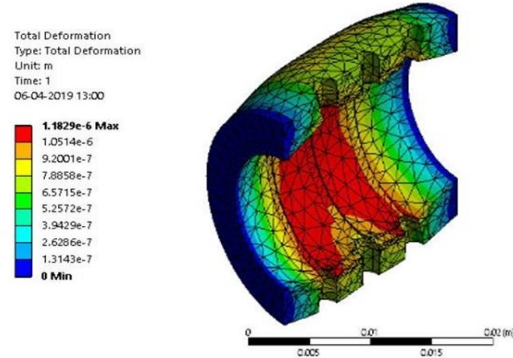 Total Deformation
Type: Total Deformation
Unit: m
Time: 1
06-04-2019 13:00
1.1829e-6 Max
1.0514e-6
9.2001e-7
7.8858e-7
6.5715e-7
5.2572e-7
3.9429e-7
2.6286e-7
1.3143e-7
0 Min
0
0.01
0.02 (m)
0.005
0.015